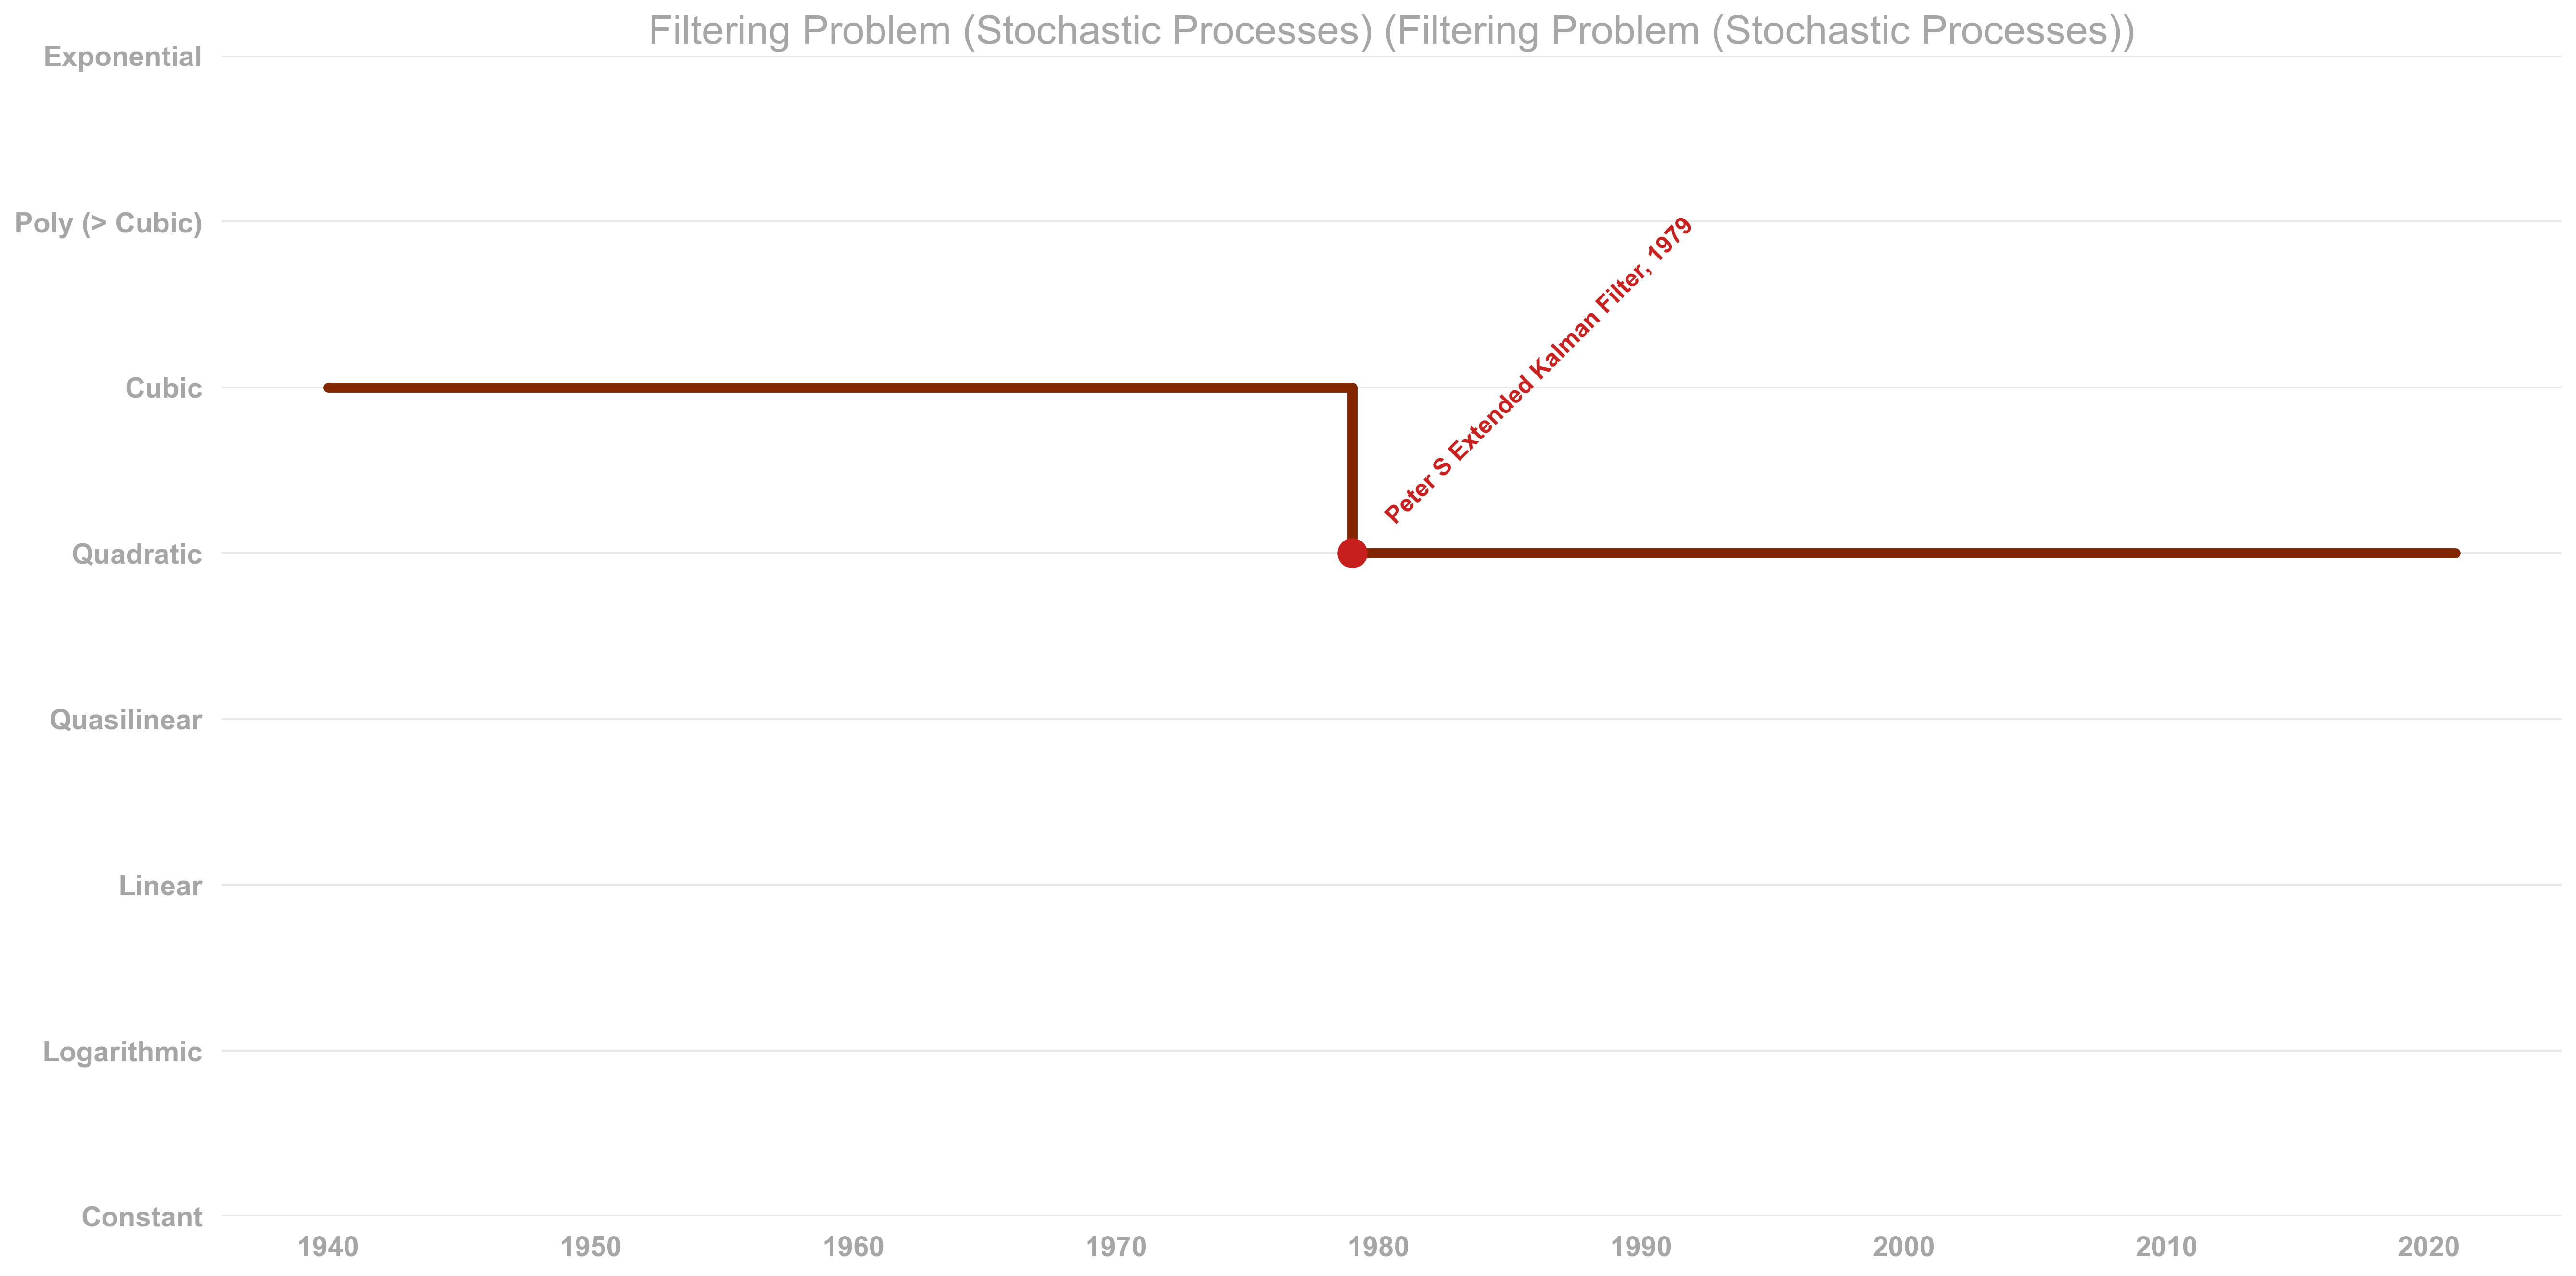 Filtering Problem (Stochastic Processes) (Filtering Problem (Stochastic Processes))
Exponential
Poly (> Cubic)
Cubic
Quadratic
Quasilinear
Linear
Logarithmic
Constant
Peter S Extended Kalman Filter, 1979
1940 1950 1960 1970 1980 1990 2000 2010 2020